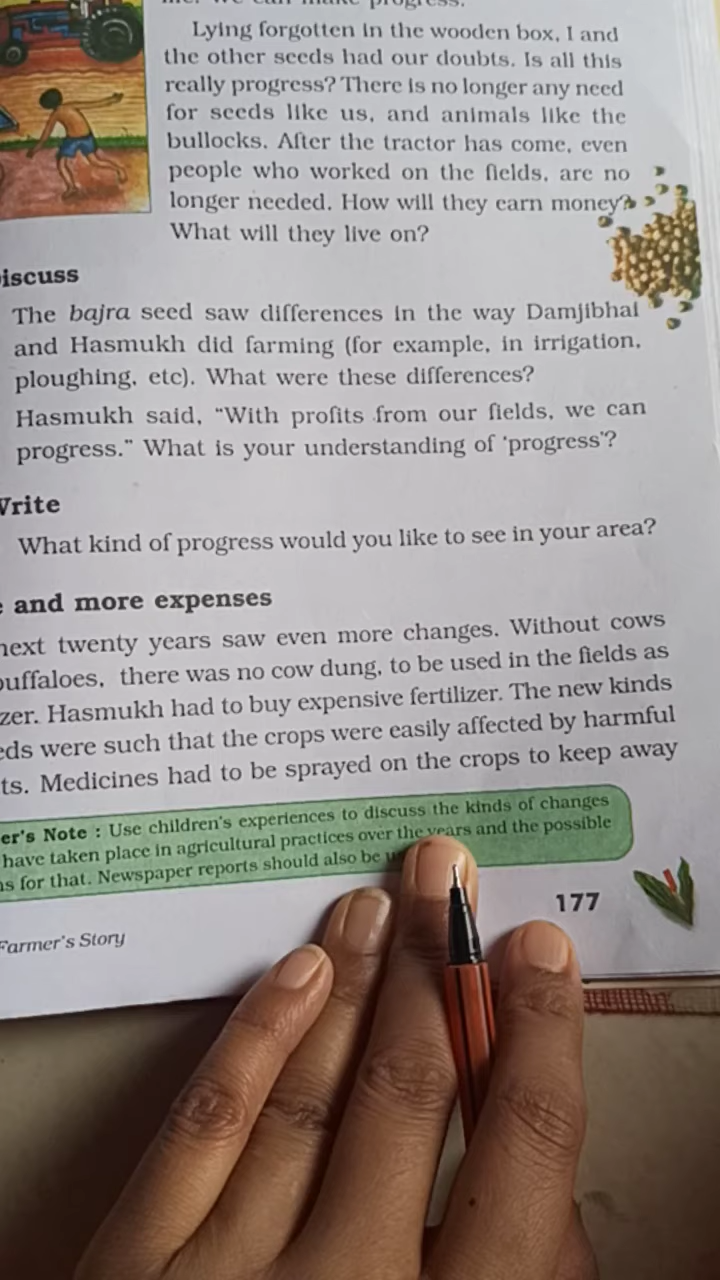 we can make progress.
Lying forgotten in the wooden box, I and
the other seeds had our doubts. Is all this
really progress? There is no longer any need
for seeds like us, and animals like the
bullocks. After the tractor has come, even
people who worked on the fields, are no
longer needed. How will they earn money?
What will they live on?
iscuss
The bajra seed saw differences in the way Damjibhai
and Hasmukh did farming (for example, in irrigation,
ploughing, etc). What were these differences?
Hasmukh said, “With profits from our fields, we can
progress.” What is your understanding of ‘progress’?
Write
What kind of progress would you like to see in your area?
and more expenses
next twenty years saw even more changes. Without cows
buffaloes, there was no cow dung, to be used in the fields as
zer. Hasmukh had to buy expensive fertilizer. The new kinds
eds were such that the crops were easily affected by harmful
ts. Medicines had to be sprayed on the crops to keep away
er's Note : Use children's experiences to discuss the kinds of changes
have taken place in agricultural practices over the years and the possible
ns for that. Newspaper reports should also be
177
Farmer's Story